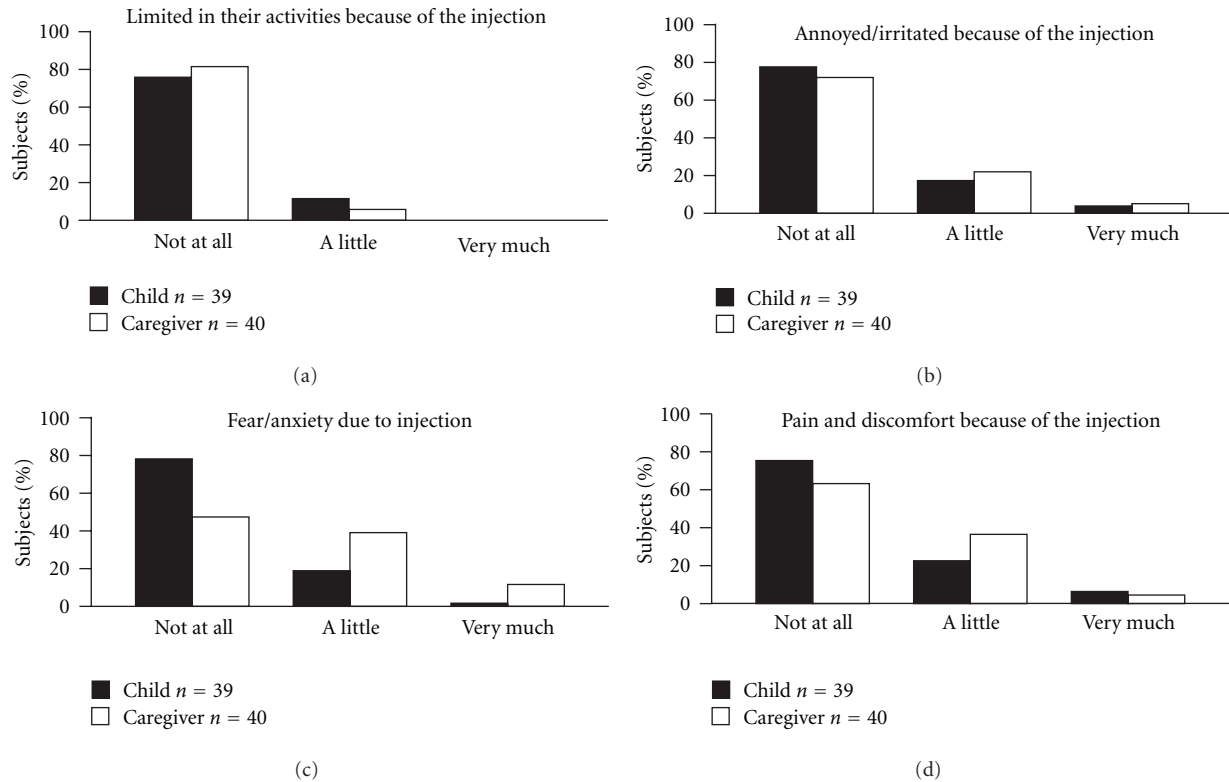 Limited in their activities because of the injection
100
80
60
40
20
0
Subjects (%)
Not at all
A little
Very much
Child n = 39
Caregiver n = 40
(a)
Annoyed/irritated because of the injection
100
80
60
40
20
0
Subjects (%)
Not at all
A little
Very much
Child n = 39
Caregiver n = 40
(b)
Fear/anxiety due to injection
100
80
60
40
20
0
Subjects (%)
Not at all
A little
Very much
Child n = 39
Caregiver n = 40
(c)
Pain and discomfort because of the injection
100
80
60
40
20
0
Subjects (%)
Not at all
A little
Very much
Child n = 39
Caregiver n = 40
(d)